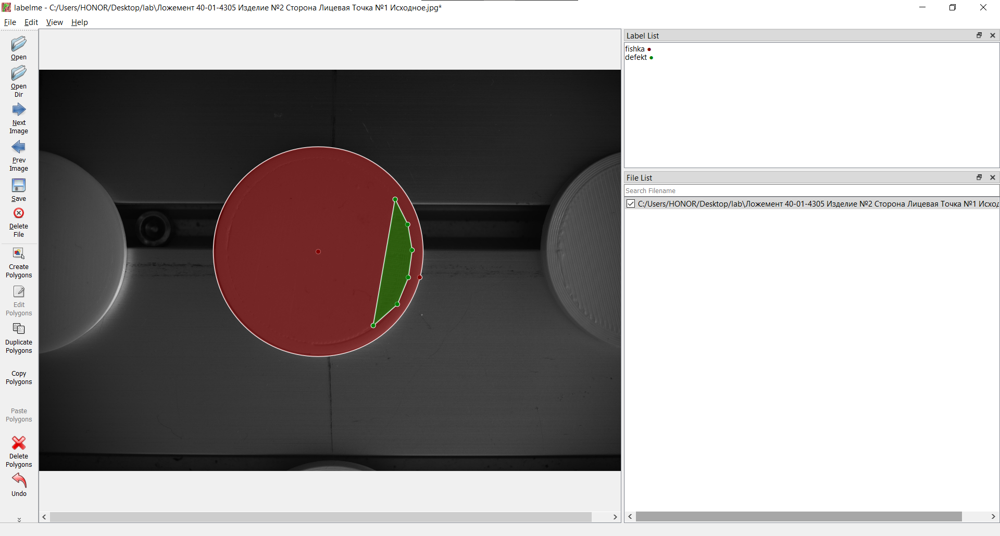 labelme - C:/Users/HONOR/Desktop/lab\Ложемент 40-01-4305 Изделие №2 Сторона Лицевая Точка №1 Исходное.jpg*
File Edit View Help
Open
Open
Dir
Next
Image
Prev
Image
Save
Delete
File
Create
Polygons
Edit
Polygons
Duplicate
Polygons
Copy
Polygons
Paste
Polygons
Delete
Polygons
Undo
Label List
fishka
defekt
File List
Search Filename
C:/Users/HONOR/Desktop/lab\Ложемент 40-01-4305 Изделие №2 Сторона Лицевая Точка №1 Исход